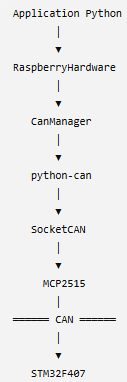 Application Python
│
▼
RaspberryHardware
│
▼
CanManager
│
▼
python-can
│
▼
SocketCAN
│
▼
MCP2515
│
══════ CAN ══════
│
▼
STM32F407